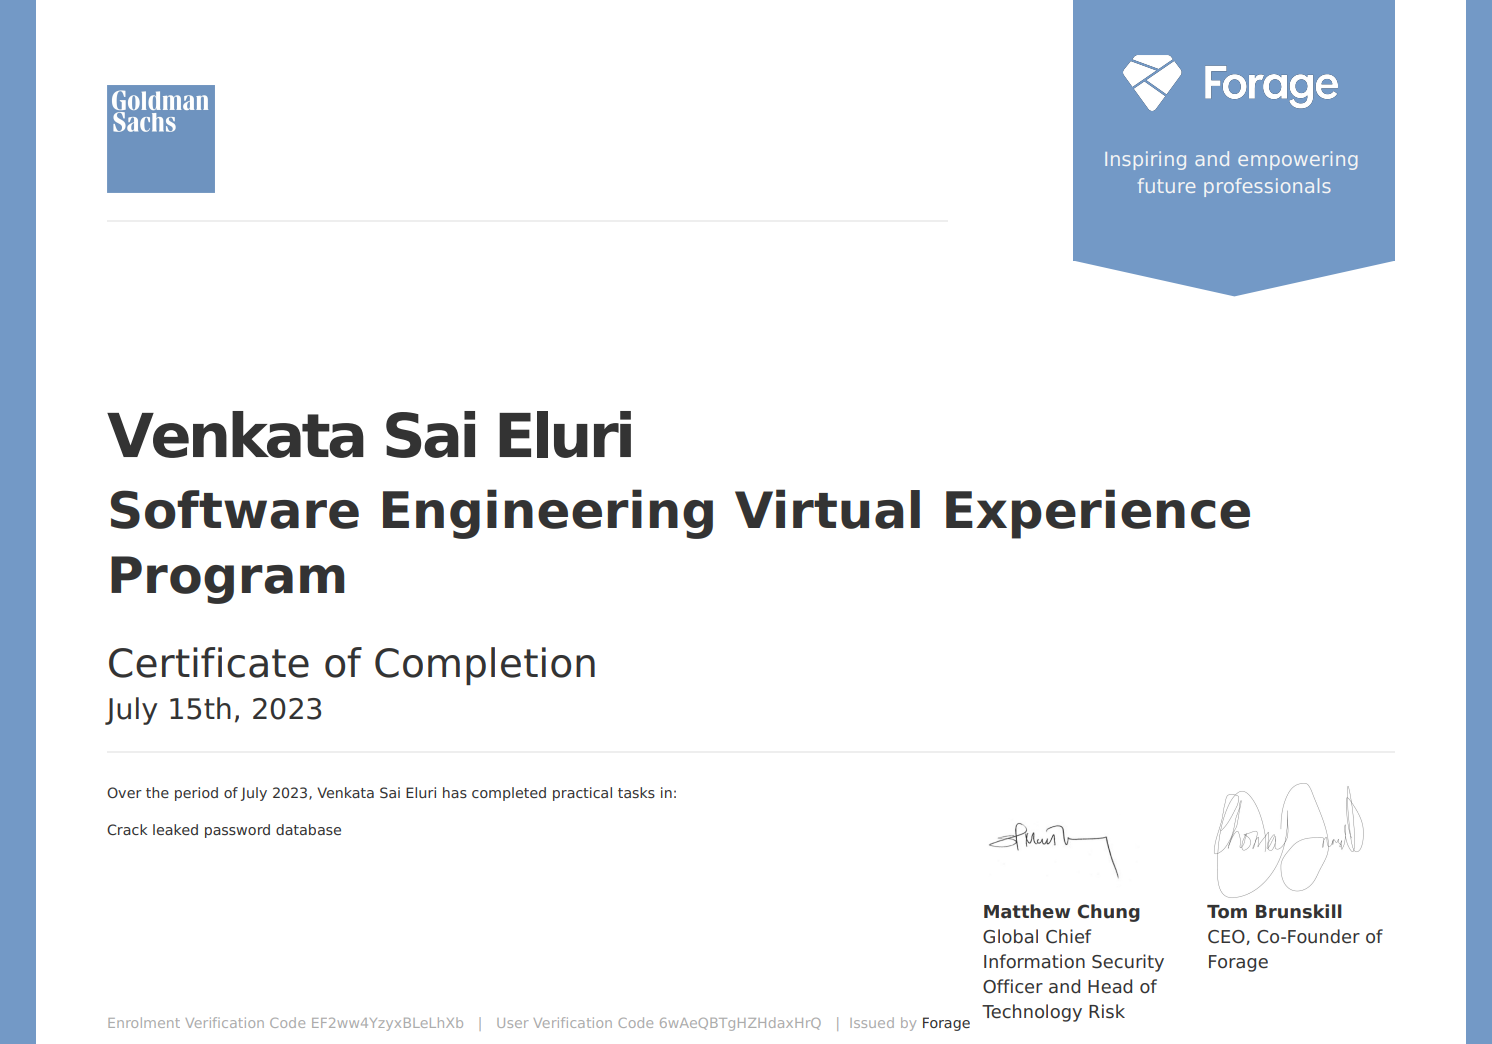 Goldman
Sachs
Forage
Inspiring and empowering
future professionals
Venkata Sai Eluri
Software Engineering Virtual Experience
Program
Certificate of Completion
July 15th, 2023
Over the period of July 2023, Venkata Sai Eluri has completed practical tasks in:
Crack leaked password database
Matthew Chung
Global Chief
Information Security
Officer and Head of
Technology Risk
Tom Brunskill
CEO, Co-Founder of
Forage
Enrolment Verification Code EF2ww4YzyxBLeLhXb | User Verification Code 6wAeQBTgHZHdaxHrQ | Issued by Forage